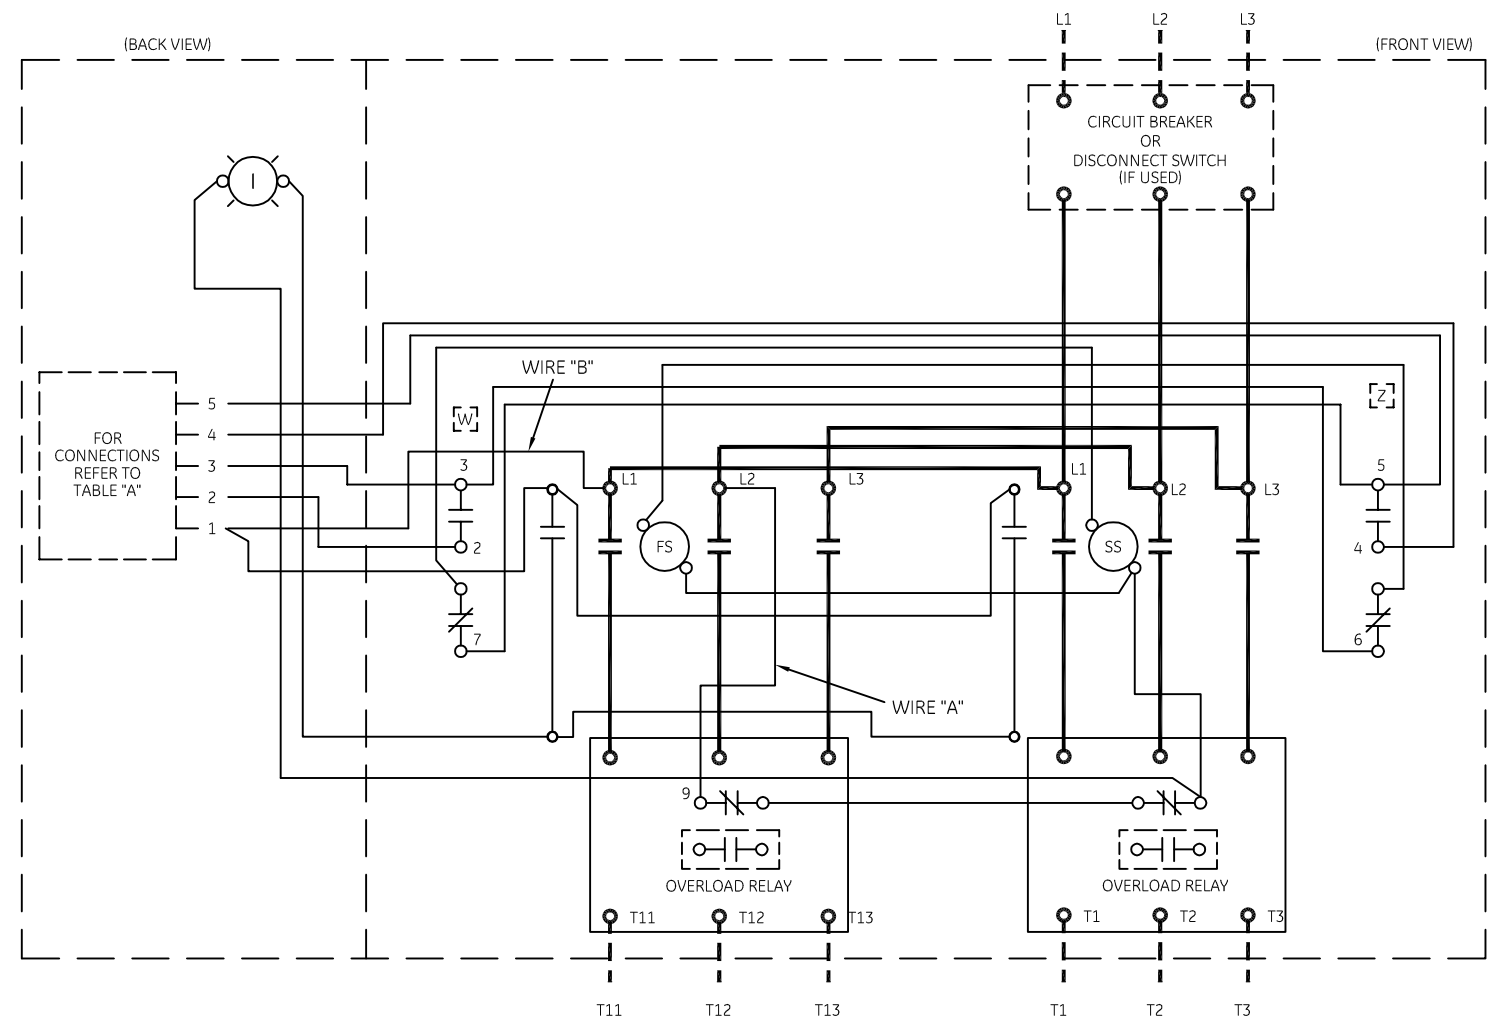 L1 L2 L3
(BACK VIEW) (FRONT VIEW)
CIRCUIT BREAKER
OR
DISCONNECT SWITCH
(IF USED)
I
WIRE "B"
5
4
3
2
1
FOR
CONNECTIONS
REFER TO
TABLE "A"
W Z
3 L1 L2 L3 L1 L2 L3 5
2 FS SS 4
7 6
WIRE "A"
9
OVERLOAD RELAY OVERLOAD RELAY
T11 T12 T13 T1 T2 T3
T11 T12 T13 T1 T2 T3